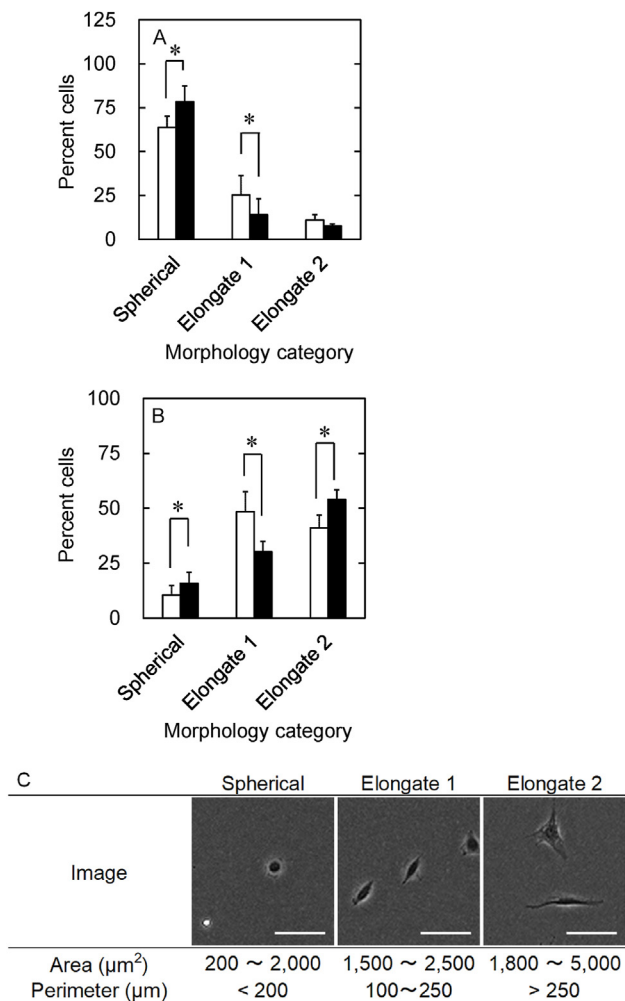 A
125
100
75
50
25
0
Percent cells
*
*
Spherical
Elongate 1
Elongate 2
Morphology category
B
100
75
50
25
0
Percent cells
*
*
*
Spherical
Elongate 1
Elongate 2
Morphology category
C Spherical Elongate 1 Elongate 2
Image
Area (µm²) 200 ~ 2,000 1,500 ~ 2,500 1,800 ~ 5,000
Perimeter (µm) < 200 100~250 > 250